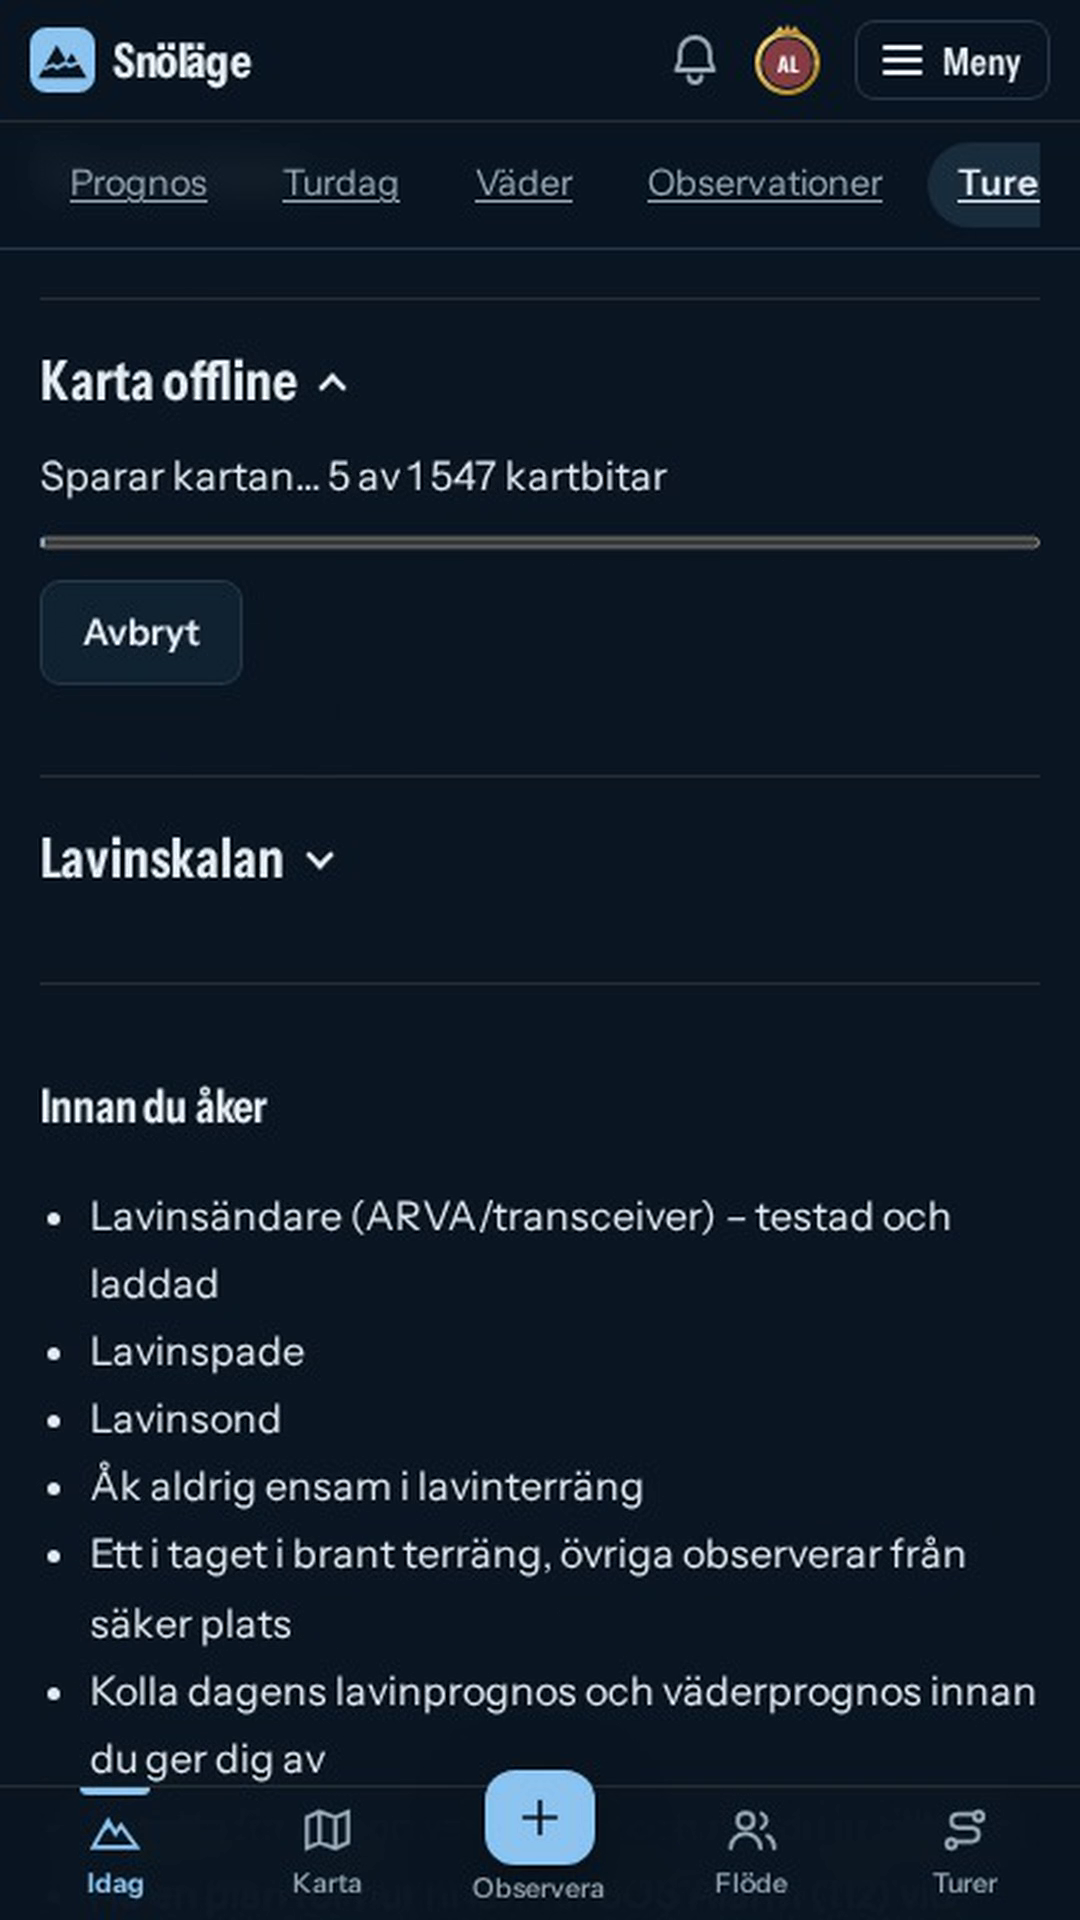 Snöläge
AL
Meny
Prognos
Turdag
Väder
Observationer
Ture
Karta offline
Sparar kartan... 5 av 1 547 kartbitar
Avbryt
Lavinskalan
Innan du åker
Lavinsändare (ARVA/transceiver) – testad och
laddad
Lavinspade
Lavinsond
Åk aldrig ensam i lavinterräng
Ett i taget i brant terräng, övriga observerar från
säker plats
Kolla dagens lavinprognos och väderprognos innan
du ger dig av
Idag
Karta
Observera
Flöde
Turer